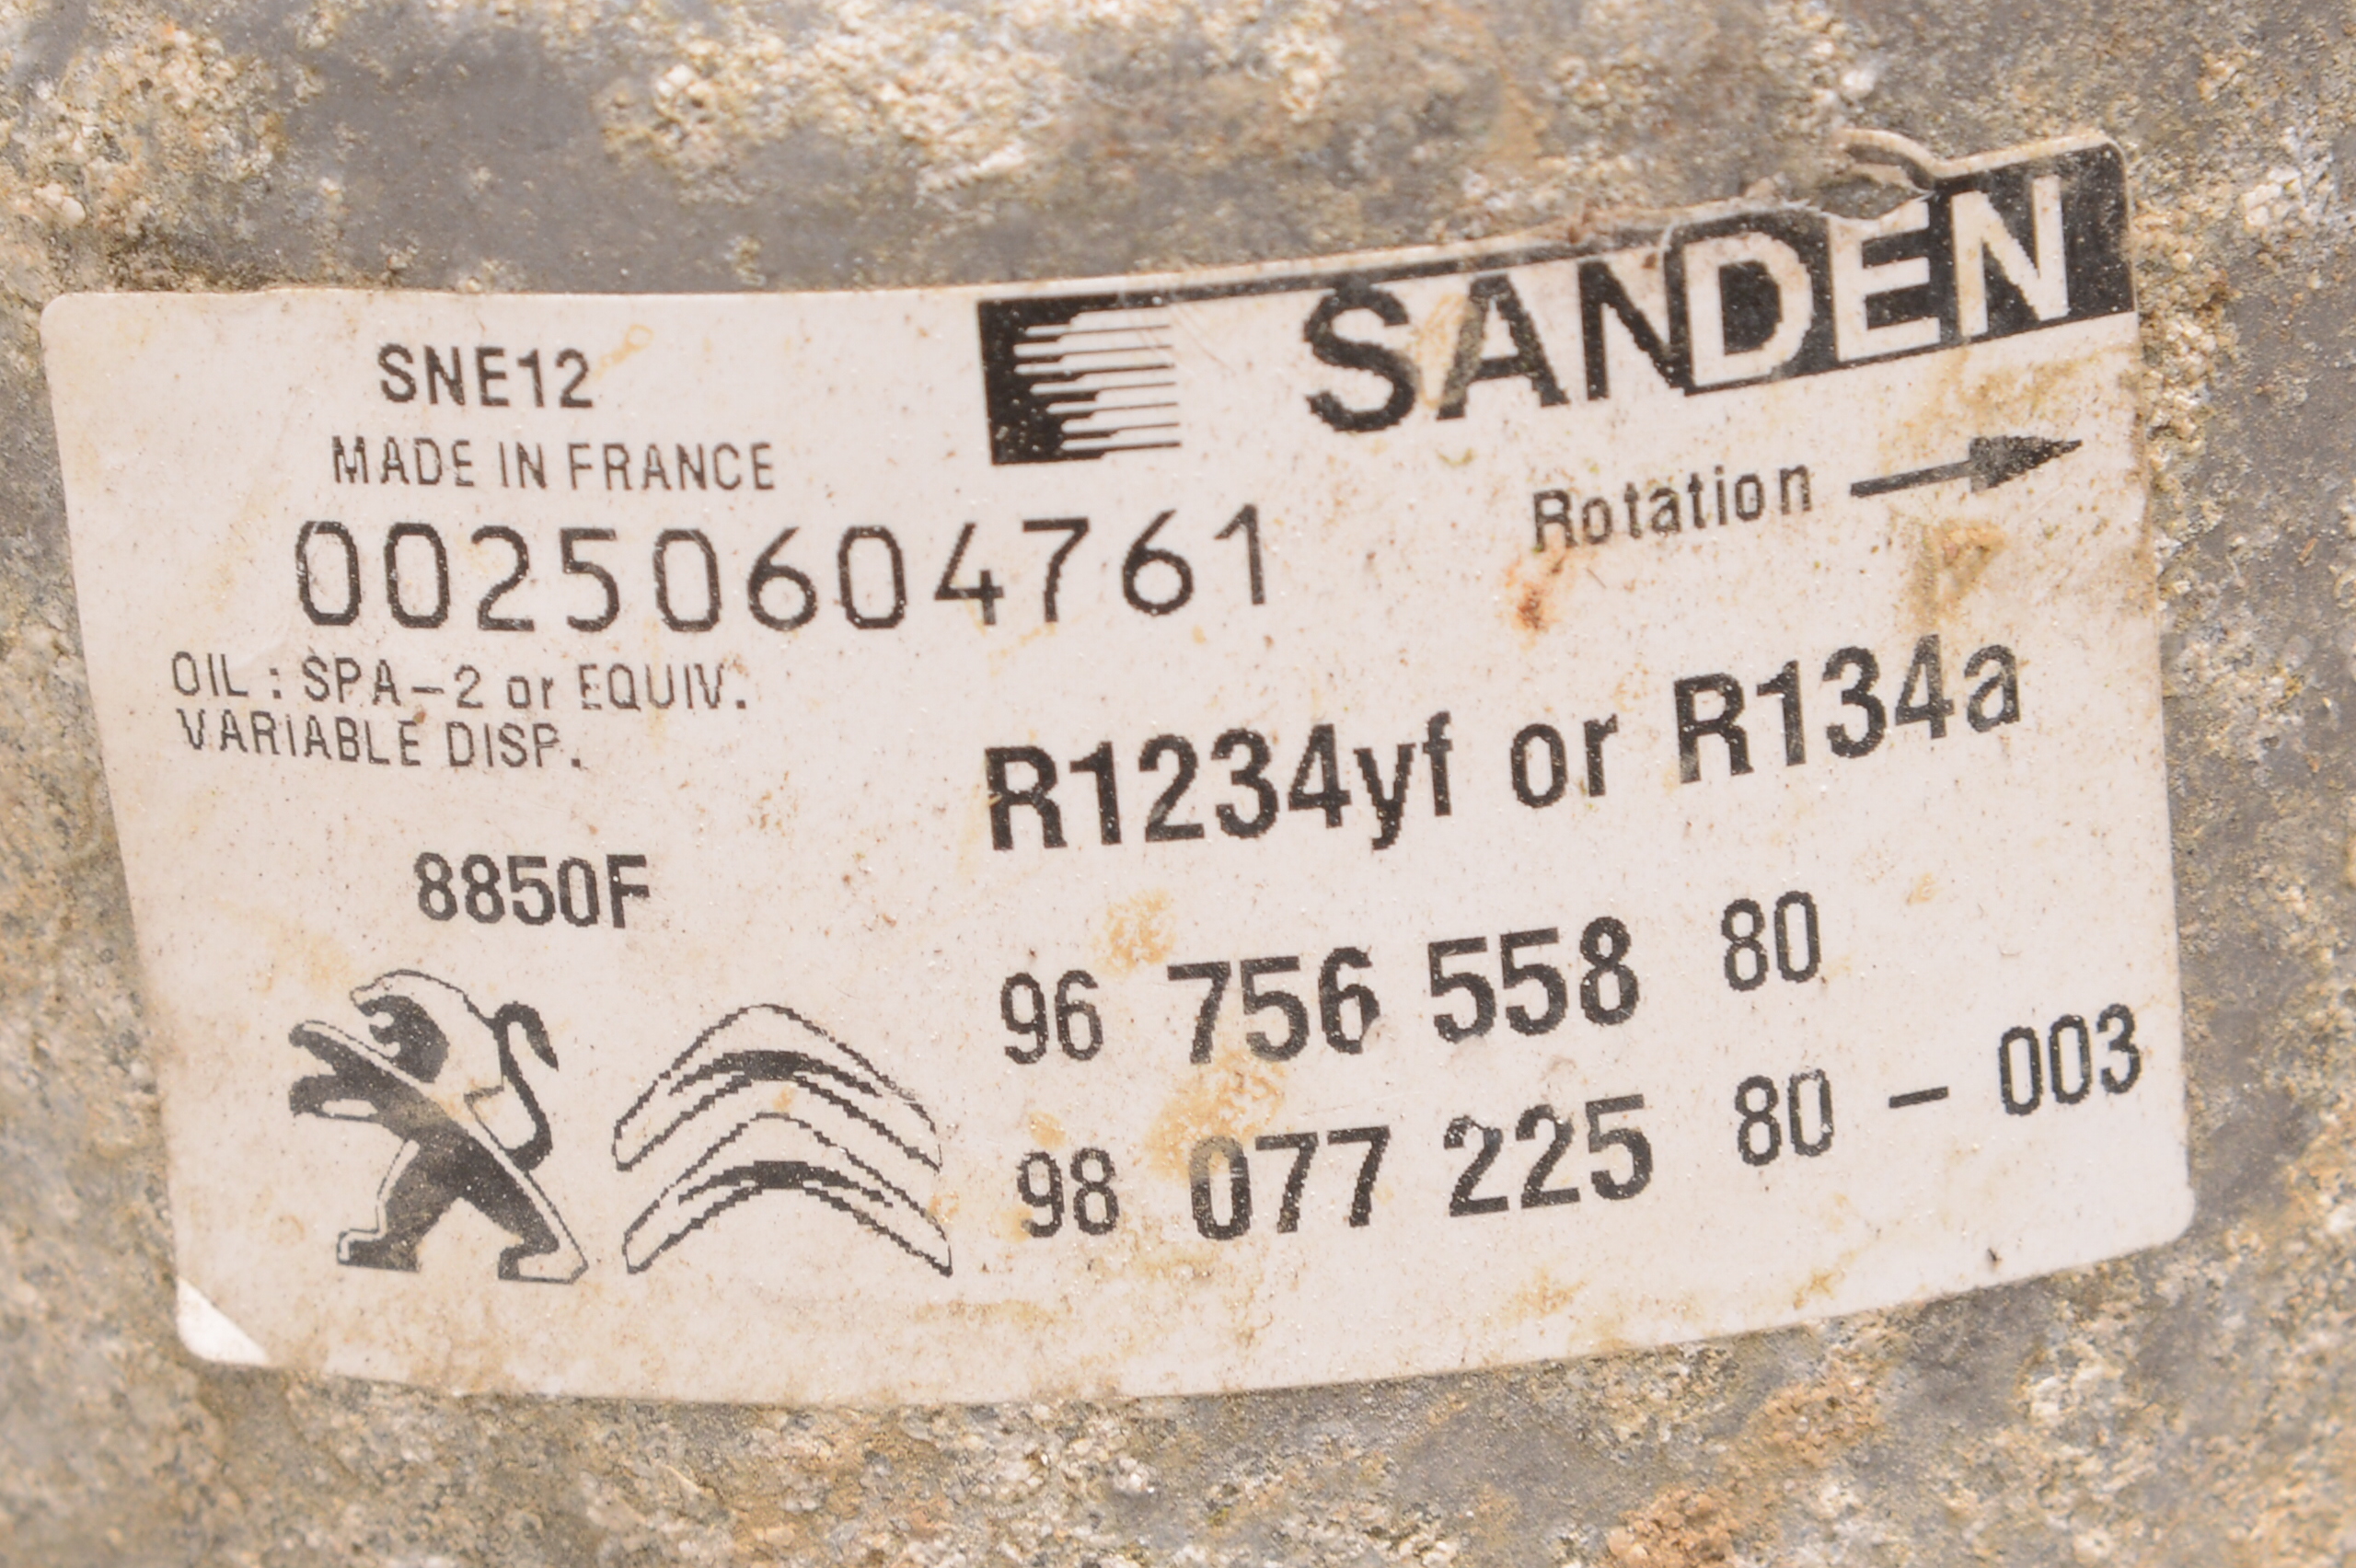 SANDEN
SNE12
MADE IN FRANCE
Rotation
00250604761
OIL : SPA-2 or EQUIV.
VARIABLE DISP.
R1234yf or R134a
8850F
96 756 558 80
98 077 225 80 - 003